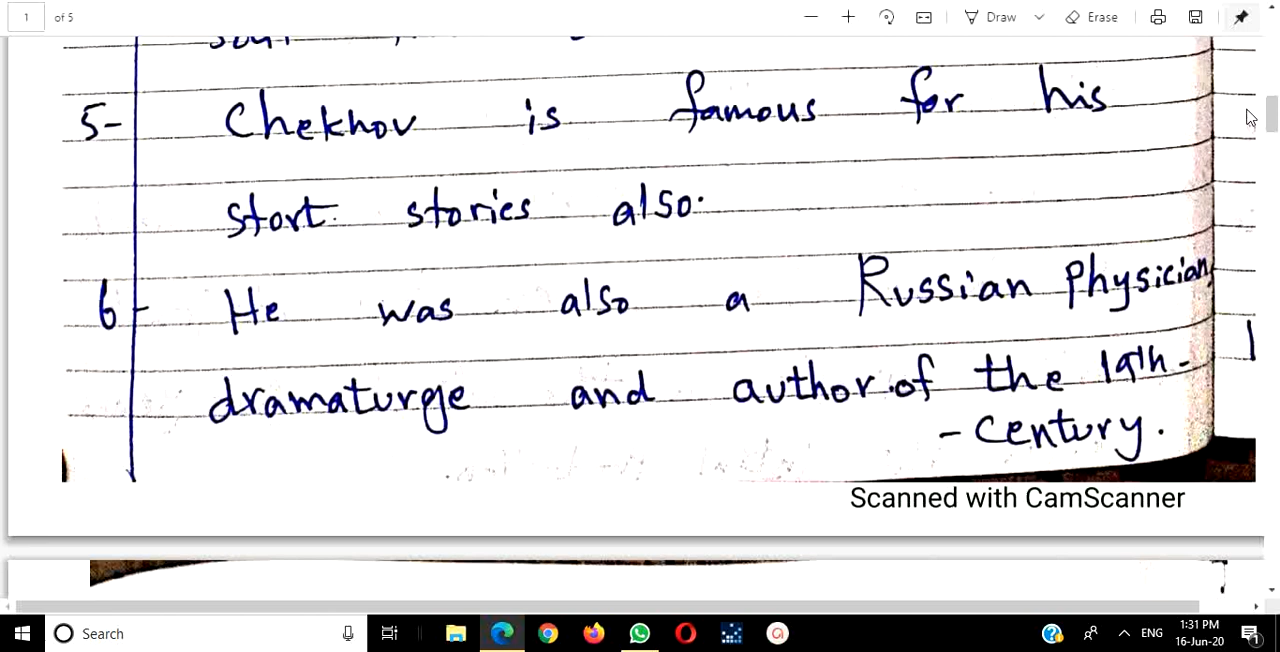 1 of 5 Draw Erase
5- Chekhov is famous for his
stort stories also.
6- He was also a Russian Physician,
dramaturge and author of the 19th-
- Century.
Scanned with CamScanner
Search ENG 1:31 PM
16-Jun-20